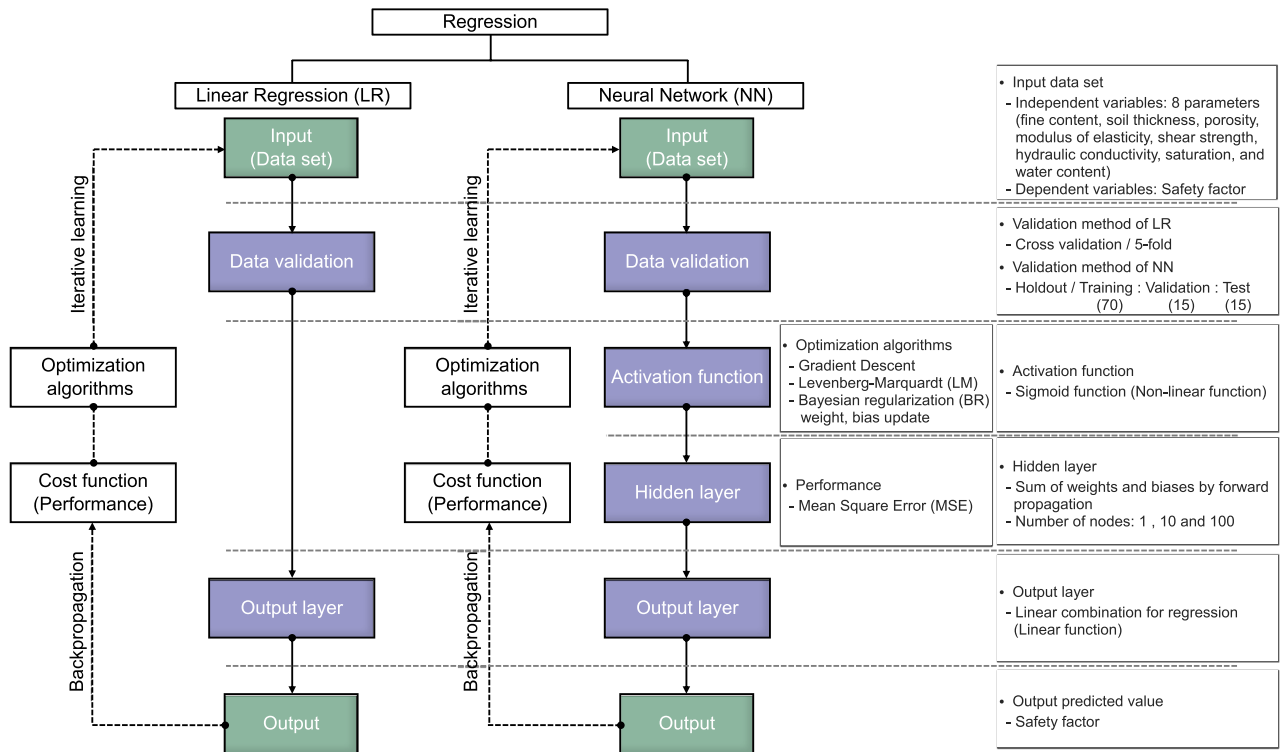 Regression
Linear Regression (LR)
Input
(Data set)
Data validation
Output layer
Output
Iterative learning
Optimization
algorithms
Cost function
(Performance)
Backpropagation
Neural Network (NN)
Input
(Data set)
Data validation
Activation function
Hidden layer
Output layer
Output
Iterative learning
Optimization
algorithms
Cost function
(Performance)
Backpropagation
• Optimization algorithms
- Gradient Descent
- Levenberg-Marquardt (LM)
- Bayesian regularization (BR)
weight, bias update
• Performance
- Mean Square Error (MSE)
• Input data set
- Independent variables: 8 parameters
(fine content, soil thickness, porosity,
modulus of elasticity, shear strength,
hydraulic conductivity, saturation, and
water content)
- Dependent variables: Safety factor
• Validation method of LR
- Cross validation / 5-fold
• Validation method of NN
- Holdout / Training : Validation : Test
(70) (15) (15)
• Activation function
- Sigmoid function (Non-linear function)
• Hidden layer
- Sum of weights and biases by forward
propagation
- Number of nodes: 1 , 10 and 100
• Output layer
- Linear combination for regression
(Linear function)
• Output predicted value
- Safety factor